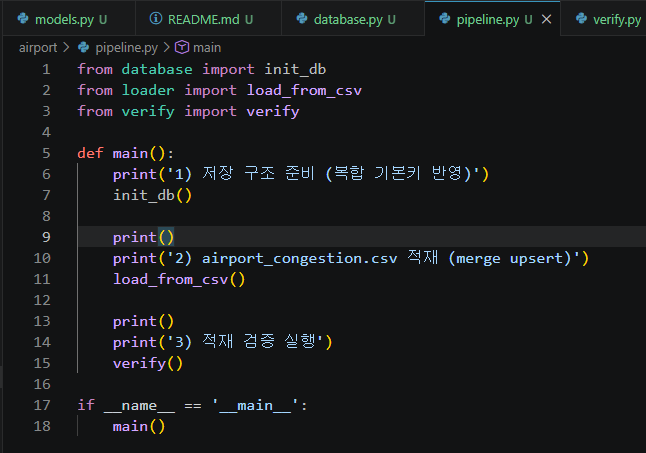 models.py U README.md U database.py U pipeline.py U verify.py
airport > pipeline.py > main
1 from database import init_db
2 from loader import load_from_csv
3 from verify import verify
4
5 def main():
6     print('1) 저장 구조 준비 (복합 기본키 반영)')
7     init_db()
8
9     print()
10     print('2) airport_congestion.csv 적재 (merge upsert)')
11     load_from_csv()
12
13     print()
14     print('3) 적재 검증 실행')
15     verify()
16
17 if __name__ == '__main__':
18     main()